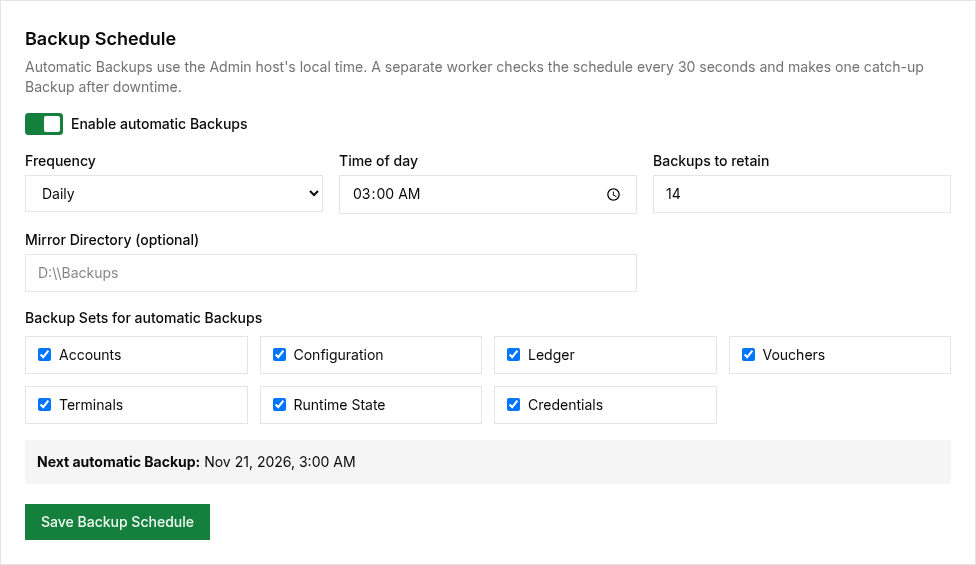 Backup Schedule
Automatic Backups use the Admin host's local time. A separate worker checks the schedule every 30 seconds and makes one catch-up
Backup after downtime.
Enable automatic Backups
Frequency Time of day Backups to retain
Daily 03:00 AM 14
Mirror Directory (optional)
D:\\Backups
Backup Sets for automatic Backups
Accounts Configuration Ledger Vouchers
Terminals Runtime State Credentials
Next automatic Backup: Nov 21, 2026, 3:00 AM
Save Backup Schedule